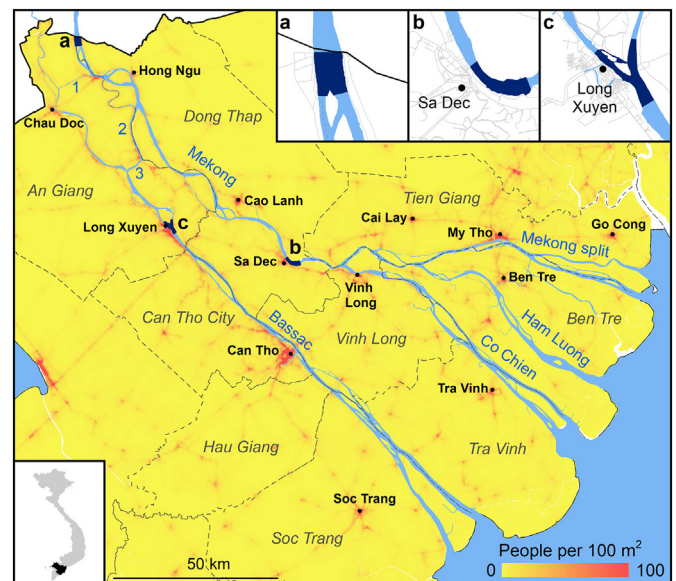 a
b
c
Sa Dec
Long
Xuyen
a
1
Hong Ngu
Chau Doc
2
Dong Thap
3
Mekong
An Giang
Cao Lanh
Tien Giang
Long Xuyen
c
Cai Lay
My Tho
Go Cong
Mekong split
b
Sa Dec
Vinh
Long
Ben Tre
Can Tho City
Bassac
Vinh Long
Ham Luong
Ben Tre
Co Chien
Can Tho
Tra Vinh
Hau Giang
Tra Vinh
Soc Trang
Soc Trang
50 km
People per 100 m²
0
100